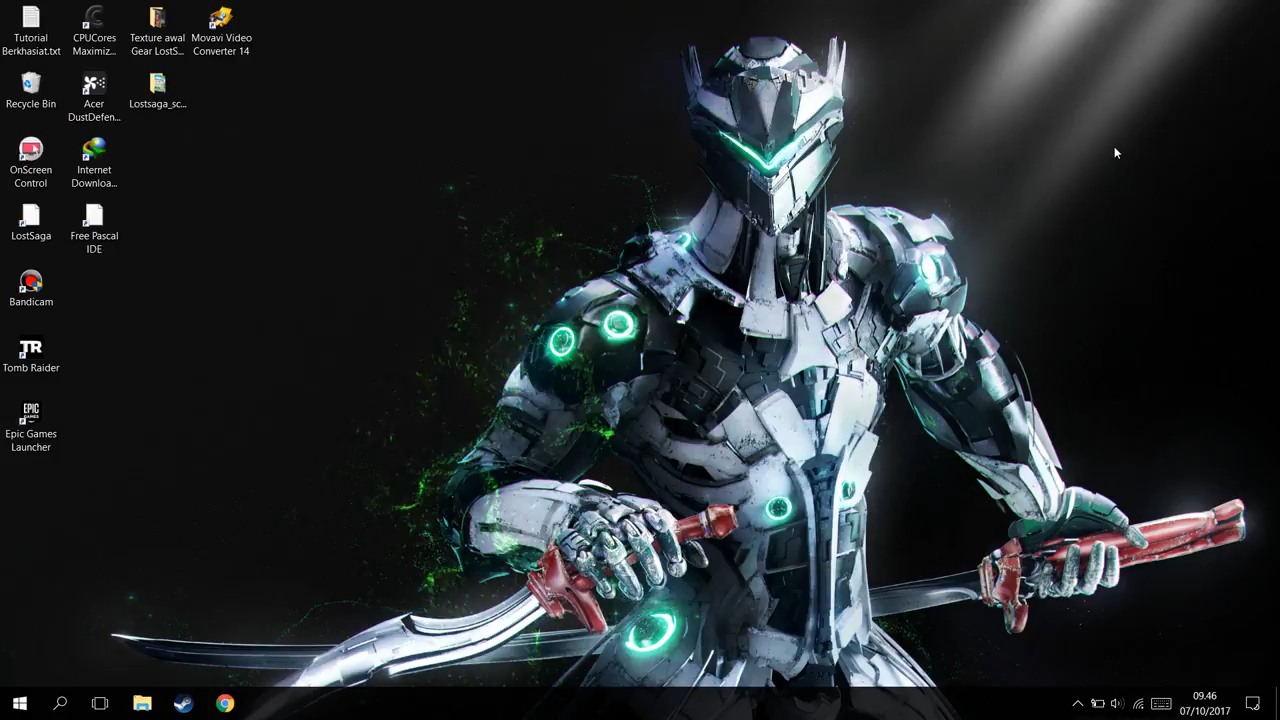 Tutorial
Berkhasiat.txt
CPUCores
Maximiz...
Texture awal
Gear LostS...
Movavi Video
Converter 14
Recycle Bin
Acer
DustDefen...
Lostsaga_sc...
OnScreen
Control
Internet
Downloa...
LostSaga
Free Pascal
IDE
Bandicam
TR
Tomb Raider
EPIC
GAMES
Epic Games
Launcher
09.46
07/10/2017